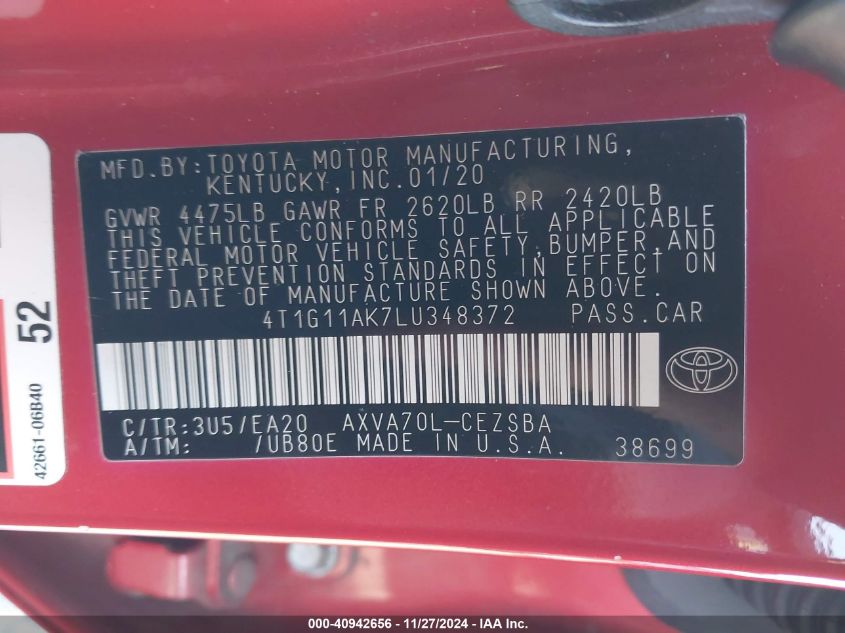 MFD.BY:TOYOTA MOTOR MANUFACTURING,
KENTUCKY,INC.01/20
GVWR 4475LB GAWR FR 2620LB RR 2420LB
THIS VEHICLE CONFORMS TO ALL APPLICABLE
FEDERAL MOTOR VEHICLE SAFETY,BUMPER,AND
THEFT PREVENTION STANDARDS IN EFFECT ON
THE DATE OF MANUFACTURE SHOWN ABOVE.
4T1G11AK7LU348372 PASS.CAR
C/TR:3U5/EA20 AXVA70L-CEZSBA
A/TM: /UB80E MADE IN U.S.A. 38699
52
42661-06B40
000-40942656 - 11/27/2024 - Copyright © IAA, Inc.